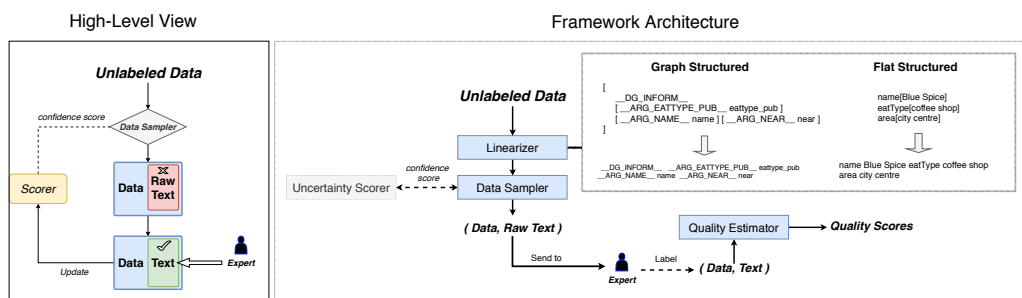 High-Level View
Unlabeled Data
confidence score
Data Sampler
Scorer
Data
Raw
Text
Data
Text
Expert
Update
Framework Architecture
Unlabeled Data
Linearizer
Uncertainty Scorer
confidence
score
Data Sampler
( Data, Raw Text )
Send to
Expert
Label
( Data, Text )
Quality Estimator
Quality Scores
Graph Structured
[
__DG_INFORM__
[ __ARG_EATTYPE_PUB__ eattype_pub ]
[ __ARG_NAME__ name ] [ __ARG_NEAR__ near ]
]
__DG_INFORM__ __ARG_EATTYPE_PUB__ eattype_pub
__ARG_NAME__ name __ARG_NEAR__ near
Flat Structured
name[Blue Spice]
eatType[coffee shop]
area[city centre]
name Blue Spice eatType coffee shop
area city centre